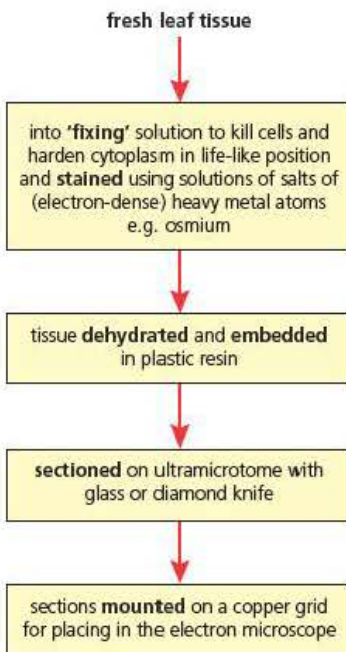 fresh leaf tissue
into ‘fixing’ solution to kill cells and
harden cytoplasm in life-like position
and stained using solutions of salts of
(electron-dense) heavy metal atoms
e.g. osmium
tissue dehydrated and embedded
in plastic resin
sectioned on ultramicrotome with
glass or diamond knife
sections mounted on a copper grid
for placing in the electron microscope